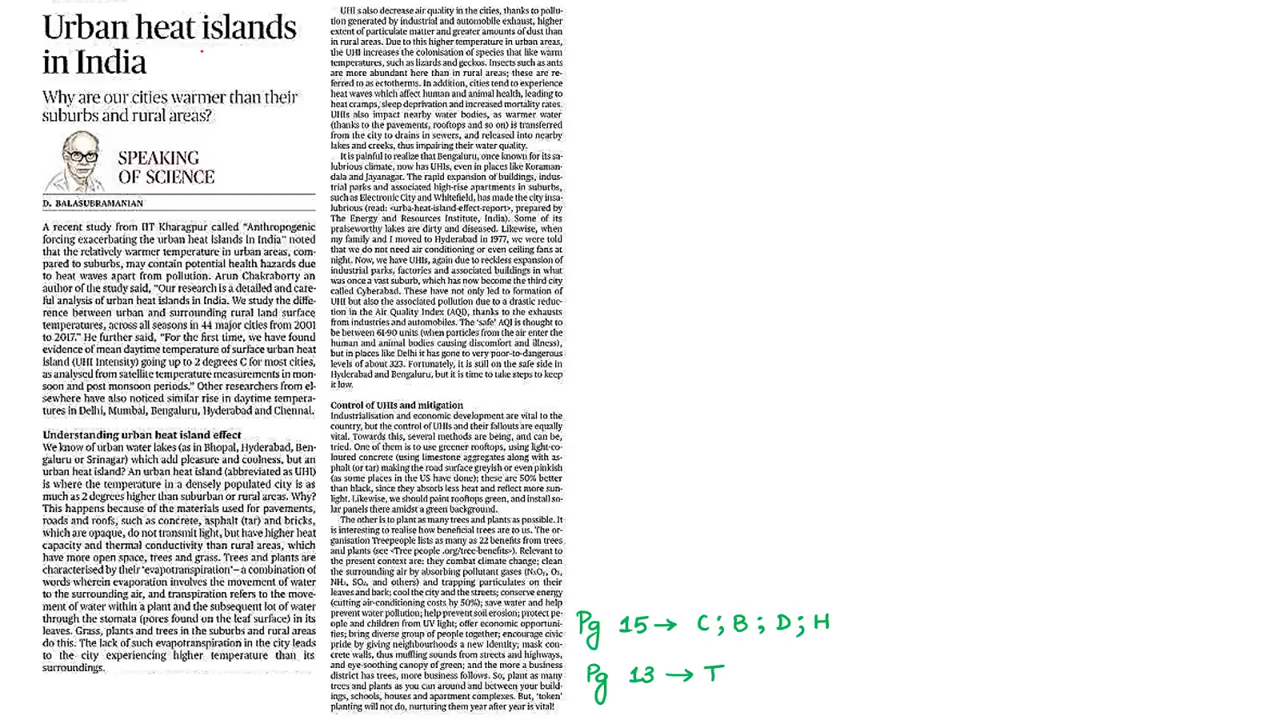 Urban heat islands
in India
Why are our cities warmer than their
suburbs and rural areas?
SPEAKING
OF SCIENCE
D. BALASUBRAMANIAN
A recent study from IIT Kharagpur called “Anthropogenic
forcing exacerbating the urban heat islands in India” noted
that the relatively warmer temperature in urban areas, com-
pared to suburbs, may contain potential health hazards due
to heat waves apart from pollution. Arun Chakraborty an
author of the study said, “Our research is a detailed and care-
ful analysis of urban heat islands in India. We study the diffe-
rence between urban and surrounding rural land surface
temperatures, across all seasons in 44 major cities from 2001
to 2017.” He further said, “For the first time, we have found
evidence of mean daytime temperature of surface urban heat
island (UHI Intensity) going up to 2 degrees C for most cities,
as analysed from satellite temperature measurements in mon-
soon and post monsoon periods.” Other researchers from el-
sewhere have also noticed similar rise in daytime tempera-
tures in Delhi, Mumbai, Bengaluru, Hyderabad and Chennai.
Understanding urban heat island effect
We know of urban water lakes (as in Bhopal, Hyderabad, Ben-
galuru or Srinagar) which add pleasure and coolness, but an
urban heat island? An urban heat island (abbreviated as UHI)
is where the temperature in a densely populated city is as
much as 2 degrees higher than suburban or rural areas. Why?
This happens because of the materials used for pavements,
roads and roofs, such as concrete, asphalt (tar) and bricks,
which are opaque, do not transmit light, but have higher heat
capacity and thermal conductivity than rural areas, which
have more open space, trees and grass. Trees and plants are
characterised by their ‘evapotranspiration’– a combination of
words wherein evaporation involves the movement of water
to the surrounding air, and transpiration refers to the move-
ment of water within a plant and the subsequent lot of water
through the stomata (pores found on the leaf surface) in its
leaves. Grass, plants and trees in the suburbs and rural areas
do this. The lack of such evapotranspiration in the city leads
to the city experiencing higher temperature than its
surroundings.
UHI s also decrease air quality in the cities, thanks to pollu-
tion generated by industrial and automobile exhaust, higher
extent of particulate matter and greater amounts of dust than
in rural areas. Due to this higher temperature in urban areas,
the UHI increases the colonisation of species that like warm
temperatures, such as lizards and geckos. Insects such as ants
are more abundant here than in rural areas; these are re-
ferred to as ectotherms. In addition, cities tend to experience
heat waves which affect human and animal health, leading to
heat cramps, sleep deprivation and increased mortality rates.
UHIs also impact nearby water bodies, as warmer water
(thanks to the pavements, rooftops and so on) is transferred
from the city to drains in sewers, and released into nearby
lakes and creeks, thus impairing their water quality.
It is painful to realize that Bengaluru, once known for its sa-
lubrious climate, now has UHIs, even in places like Koraman-
dala and Jayanagar. The rapid expansion of buildings, indus-
trial parks and associated high-rise apartments in suburbs,
such as Electronic City and Whitefield, has made the city insa-
lubrious (read: <urba-heat-island-effect-report>, prepared by
The Energy and Resources Institute, India). Some of its
praiseworthy lakes are dirty and diseased. Likewise, when
my family and I moved to Hyderabad in 1977, we were told
that we do not need air conditioning or even ceiling fans at
night. Now, we have UHIs, again due to reckless expansion of
industrial parks, factories and associated buildings in what
was once a vast suburb, which has now become the third city
called Cyberabad. These have not only led to formation of
UHI but also the associated pollution due to a drastic reduc-
tion in the Air Quality Index (AQI), thanks to the exhausts
from industries and automobiles. The ‘safe’ AQI is thought to
be between 61-90 units (when particles from the air enter the
human and animal bodies causing discomfort and illness),
but in places like Delhi it has gone to very poor-to-dangerous
levels of about 323. Fortunately, it is still on the safe side in
Hyderabad and Bengaluru, but it is time to take steps to keep
it low.
Control of UHIs and mitigation
Industrialisation and economic development are vital to the
country, but the control of UHIs and their fallouts are equally
vital. Towards this, several methods are being, and can be,
tried. One of them is to use greener rooftops, using light-co-
loured concrete (using limestone aggregates along with as-
phalt (or tar) making the road surface greyish or even pinkish
(as some places in the US have done); these are 50% better
than black, since they absorb less heat and reflect more sun-
light. Likewise, we should paint rooftops green, and install so-
lar panels there amidst a green background.
The other is to plant as many trees and plants as possible. It
is interesting to realise how beneficial trees are to us. The or-
ganisation Treepeople lists as many as 22 benefits from trees
and plants (see <Tree people .org/tree-benefits>). Relevant to
the present context are: they combat climate change; clean
the surrounding air by absorbing pollutant gases (NₓOᵧ, O₃,
NH₃, SO₂, and others) and trapping particulates on their
leaves and bark; cool the city and the streets; conserve energy
(cutting air-conditioning costs by 50%); save water and help
prevent water pollution; help prevent soil erosion; protect pe-
ople and children from UV light; offer economic opportuni-
ties; bring diverse group of people together; encourage civic
pride by giving neighbourhoods a new identity; mask con-
crete walls, thus muffling sounds from streets and highways,
and eye-soothing canopy of green; and the more a business
district has trees, more business follows. So, plant as many
trees and plants as you can around and between your build-
ings, schools, houses and apartment complexes. But, ‘token’
planting will not do, nurturing them year after year is vital!
Pg 15 → C ; B ; D ; H
Pg 13 → T